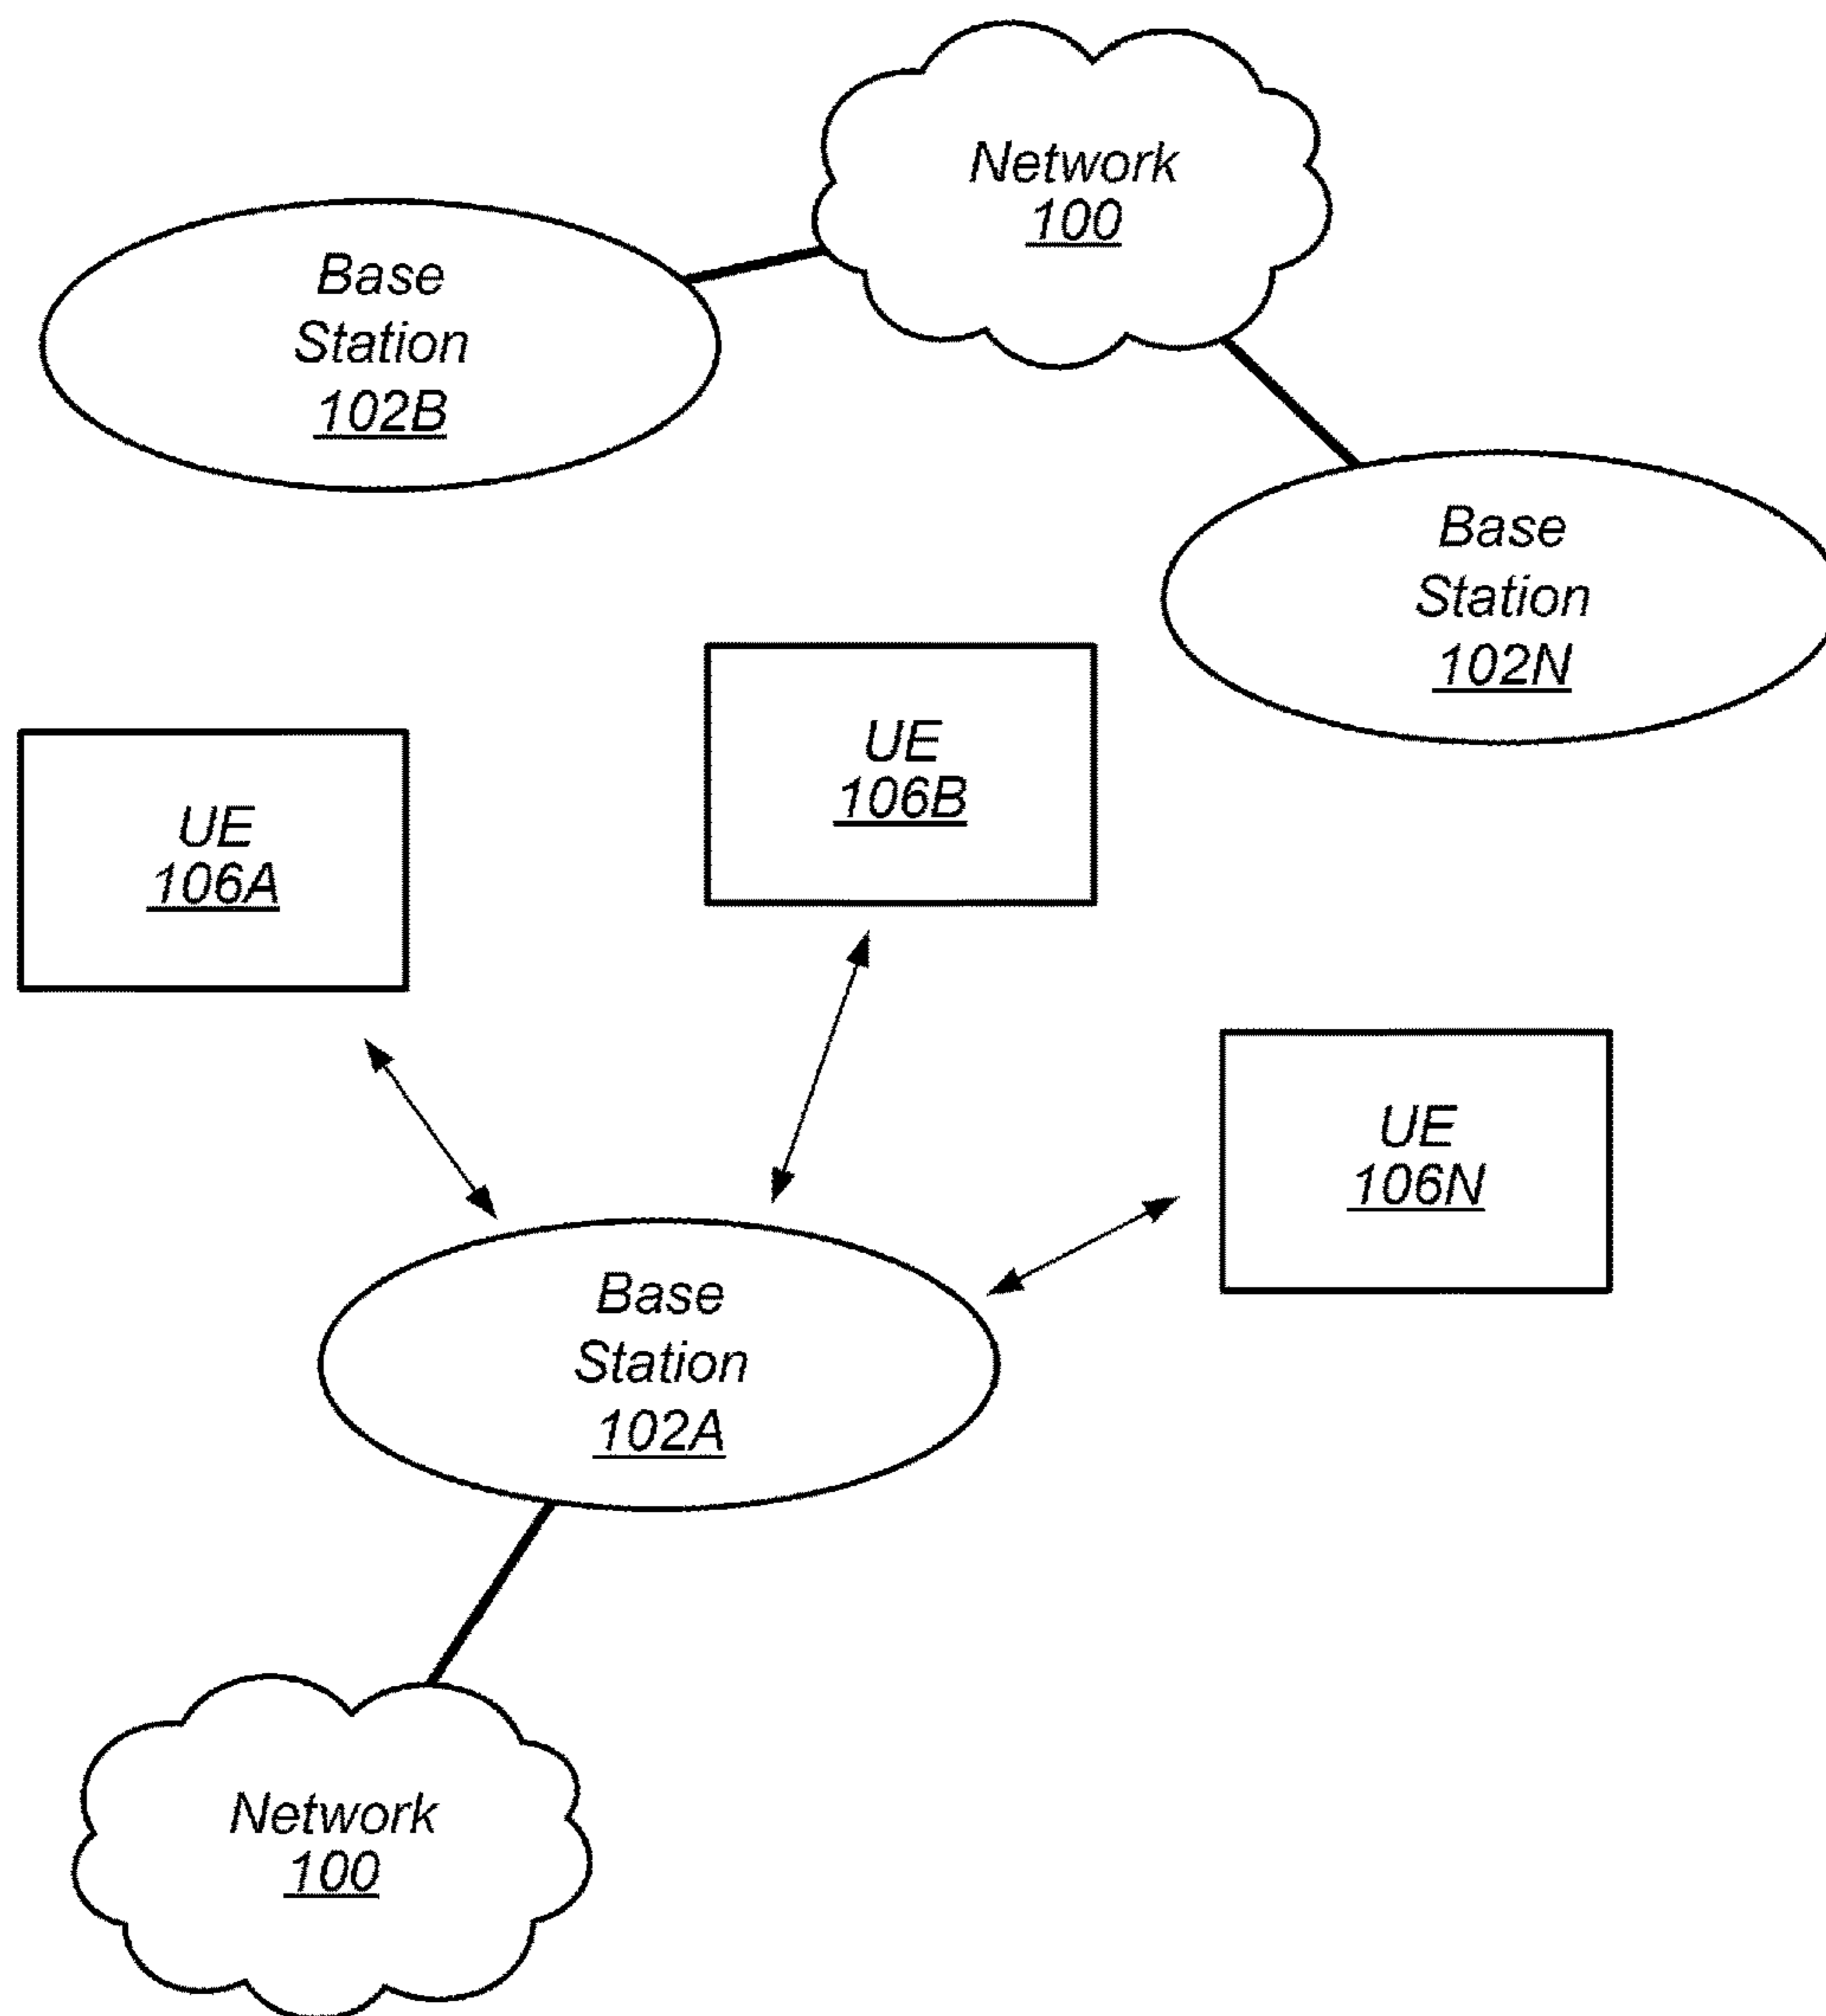 Network
100
Base
Station
102B
Base
Station
102N
UE
106B
UE
106A
UE
106N
Base
Station
102A
Network
100